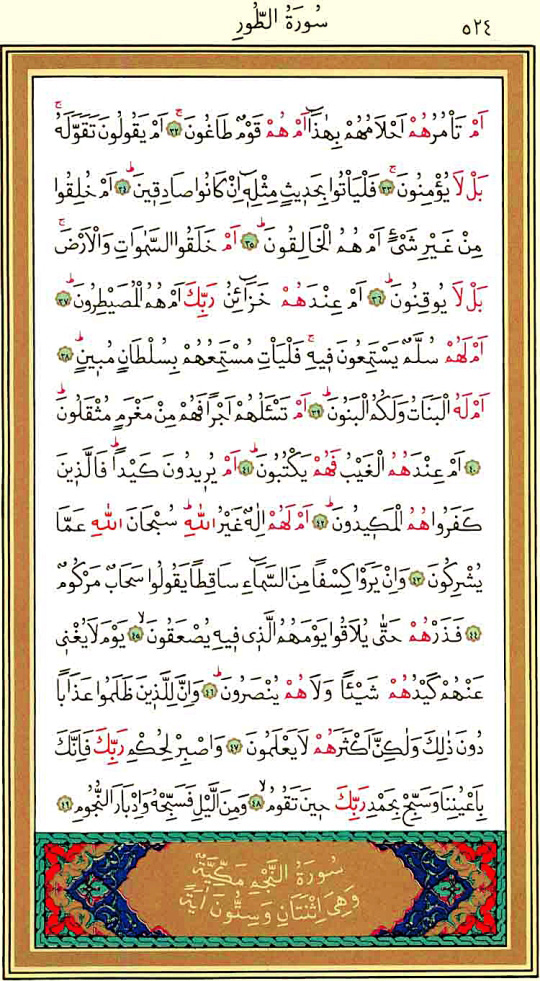 سُورَةُ الطُّورِ
٥٢٤
اَمْ تَأْمُرُهُمْ اَحْلَامُهُمْ بِهٰذَٓا اَمْ هُمْ قَوْمٌ طَاغُونَۚ ﴿٣٢﴾ اَمْ يَقُولُونَ تَقَوَّلَهُۚ
بَلْ لَا يُؤْمِنُونَۚ ﴿٣٣﴾ فَلْيَأْتُوا بِحَد۪يثٍ مِثْلِه۪ٓ اِنْ كَانُوا صَادِق۪ينَۜ ﴿٣٤﴾ اَمْ خُلِقُوا
مِنْ غَيْرِ شَيْءٍ اَمْ هُمُ الْخَالِقُونَۜ ﴿٣٥﴾ اَمْ خَلَقُوا السَّمٰوَاتِ وَالْاَرْضَۚ
بَلْ لَا يُوقِنُونَۜ ﴿٣٦﴾ اَمْ عِنْدَهُمْ خَزَٓائِنُ رَبِّكَ اَمْ هُمُ الْمُصَيْطِرُونَۜ ﴿٣٧﴾
اَمْ لَهُمْ سُلَّمٌ يَسْتَمِعُونَ ف۪يهِۚ فَلْيَأْتِ مُسْتَمِعُهُمْ بِسُلْطَانٍ مُب۪ينٍۜ ﴿٣٨﴾
اَمْ لَهُ الْبَنَاتُ وَلَكُمُ الْبَنُونَۜ ﴿٣٩﴾ اَمْ تَسْـَٔلُهُمْ اَجْرًا فَهُمْ مِنْ مَغْرَمٍ مُثْقَلُونَۜ
﴿٤٠﴾ اَمْ عِنْدَهُمُ الْغَيْبُ فَهُمْ يَكْتُبُونَۜ ﴿٤١﴾ اَمْ يُر۪يدُونَ كَيْدًاۜ فَالَّذ۪ينَ
كَفَرُوا هُمُ الْمَك۪يدُونَۜ ﴿٤٢﴾ اَمْ لَهُمْ اِلٰهٌ غَيْرُ اللّٰهِۜ سُبْحَانَ اللّٰهِ عَمَّا
يُشْرِكُونَ ﴿٤٣﴾ وَاِنْ يَرَوْا كِسْفًا مِنَ السَّمَٓاءِ سَاقِطًا يَقُولُوا سَحَابٌ مَرْكُومٌ
﴿٤٤﴾ فَذَرْهُمْ حَتّٰى يُلَاقُوا يَوْمَهُمُ الَّذ۪ي ف۪يهِ يُصْعَقُونَۙ ﴿٤٥﴾ يَوْمَ لَا يُغْن۪ي
عَنْهُمْ كَيْدُهُمْ شَيْـًٔا وَلَا هُمْ يُنْصَرُونَۜ ﴿٤٦﴾ وَاِنَّ لِلَّذ۪ينَ ظَلَمُوا عَذَابًا
دُونَ ذٰلِكَ وَلٰكِنَّ اَكْثَرَهُمْ لَا يَعْلَمُونَ ﴿٤٧﴾ وَاصْبِرْ لِحُكْمِ رَبِّكَ فَاِنَّكَ
بِاَعْيُنِنَا وَسَبِّحْ بِحَمْدِ رَبِّكَ ح۪ينَ تَقُومُۙ ﴿٤٨﴾ وَمِنَ الَّيْلِ فَسَبِّحْهُ وَاِدْبَارَ النُّجُومِ ﴿٤٩﴾
سُورَةُ النَّجْمِ مَكِّيَّةٌ
وَهِيَ اِثْنَتَانِ وَسِتُّونَ اٰيَةً